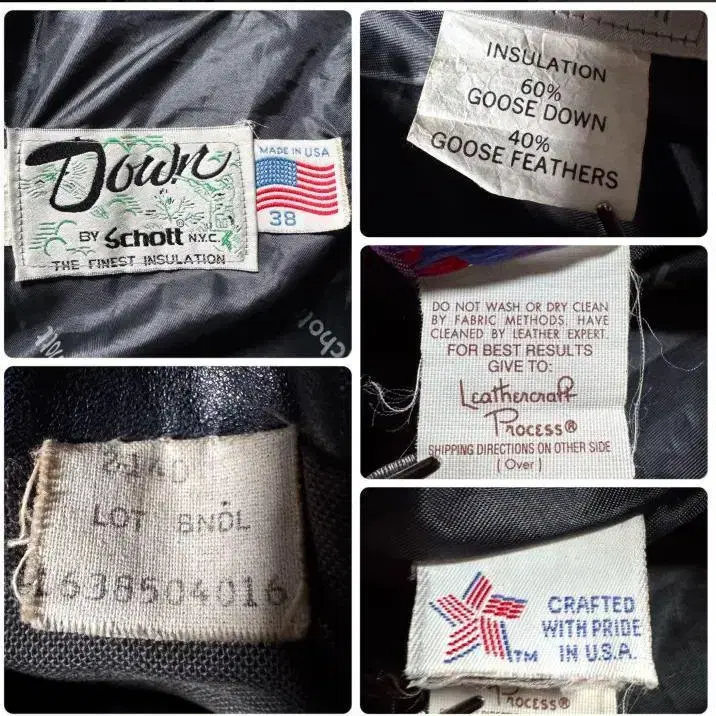 Down
BY Schott N.Y.C.
THE FINEST INSULATION
MADE IN USA
38
INSULATION
60%
GOOSE DOWN
40%
GOOSE FEATHERS
DO NOT WASH OR DRY CLEAN
BY FABRIC METHODS. HAVE
CLEANED BY LEATHER EXPERT.
FOR BEST RESULTS
GIVE TO:
Leathercraft
Process®
SHIPPING DIRECTIONS ON OTHER SIDE
( Over )
LOT BNDL
1638504016
TM
CRAFTED
WITH PRIDE
IN U.S.A.
Process®